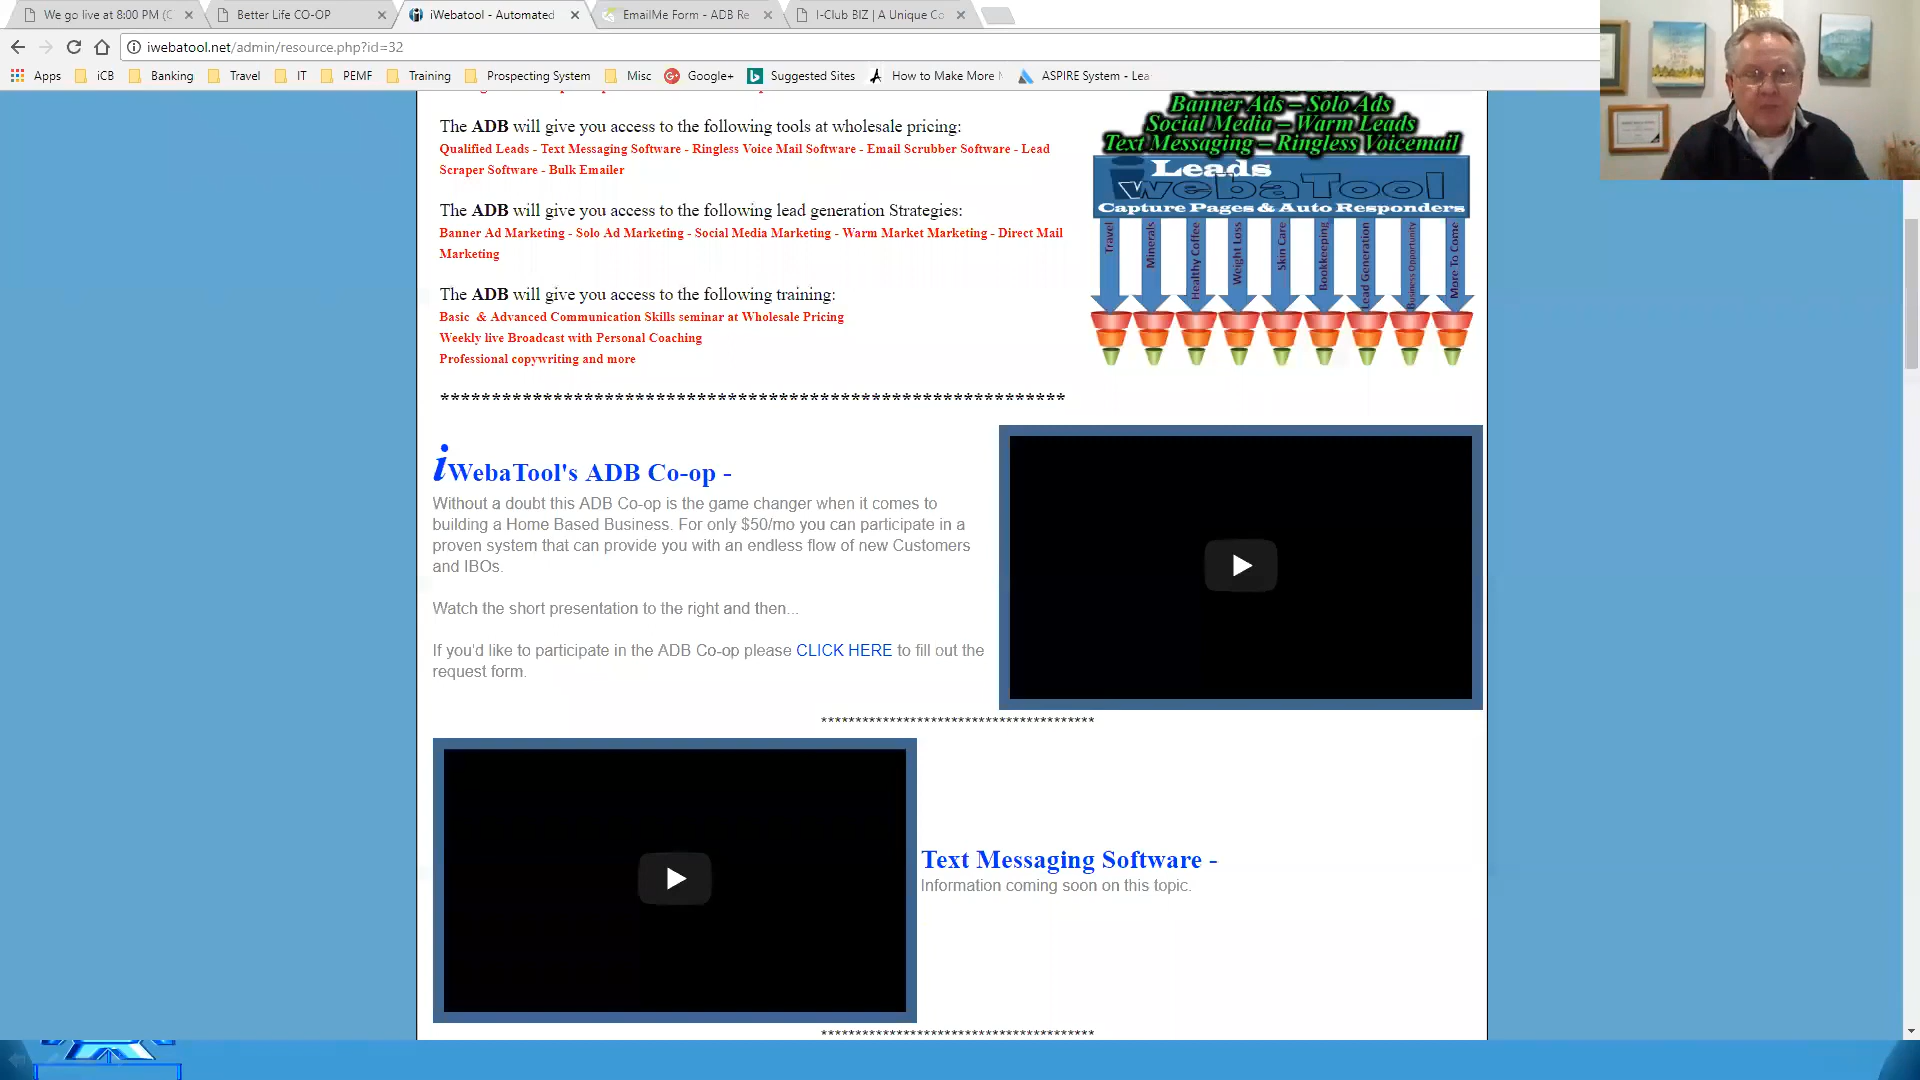 We go live at 8:00 PM (C
Better Life CO-OP
iWebatool - Automated
EmailMe Form - ADB Re
I-Club BIZ | A Unique Co
iwebatool.net/admin/resource.php?id=32
Apps
iCB
Banking
Travel
IT
PEMF
Training
Prospecting System
Misc
Google+
Suggested Sites
How to Make More
ASPIRE System - Lea
The ADB will give you access to the following tools at wholesale pricing:
Qualified Leads - Text Messaging Software - Ringless Voice Mail Software - Email Scrubber Software - Lead
Scraper Software - Bulk Emailer
The ADB will give you access to the following lead generation Strategies:
Banner Ad Marketing - Solo Ad Marketing - Social Media Marketing - Warm Market Marketing - Direct Mail
Marketing
The ADB will give you access to the following training:
Basic & Advanced Communication Skills seminar at Wholesale Pricing
Weekly live Broadcast with Personal Coaching
Professional copywriting and more
*************************************************************
Banner Ads – Solo Ads
Social Media – Warm Leads
Text Messaging – Ringless Voicemail
Leads
webaTool
Capture Pages & Auto Responders
Travel
Minerals
Healthy Coffee
Weight Loss
Skin Care
Bookkeeping
Lead Generation
Business Opportunity
More To Come
iWebaTool's ADB Co-op -
Without a doubt this ADB Co-op is the game changer when it comes to
building a Home Based Business. For only $50/mo you can participate in a
proven system that can provide you with an endless flow of new Customers
and IBOs.
Watch the short presentation to the right and then...
If you'd like to participate in the ADB Co-op please CLICK HERE to fill out the
request form.
****************************************
Text Messaging Software -
Information coming soon on this topic.
****************************************